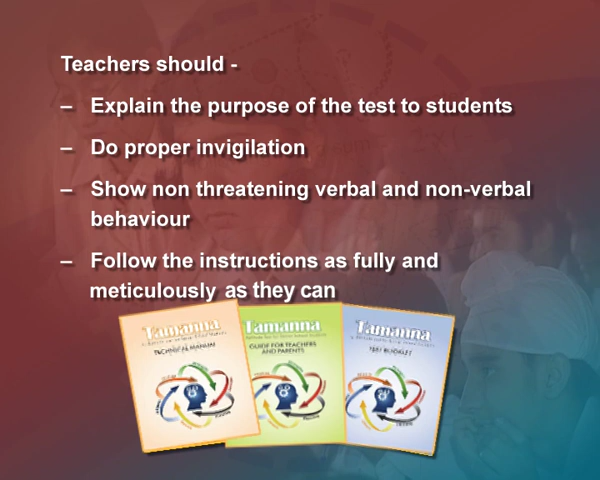 Teachers should -
– Explain the purpose of the test to students
– Do proper invigilation
– Show non threatening verbal and non-verbal
behaviour
– Follow the instructions as fully and
meticulously as they can
Tamanna
TECHNICAL MANUAL
Tamanna
GUIDE FOR TEACHERS
AND PARENTS
Tamanna
TEST BOOKLET